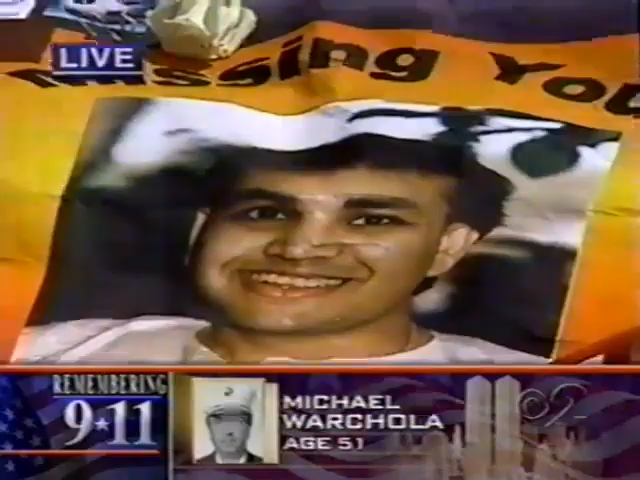 LIVE
Missing You
REMEMBERING
9★11
MICHAEL
WARCHOLA
AGE 51